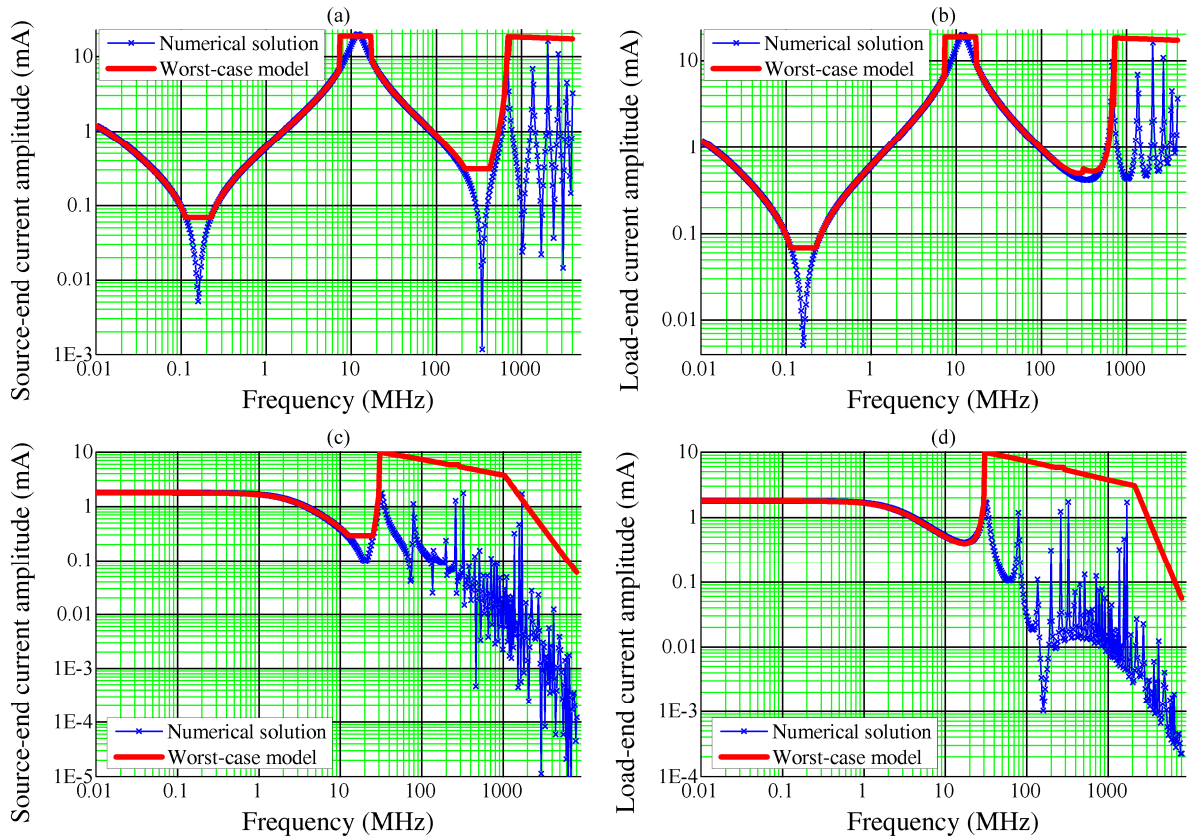 (a)
Source-end current amplitude (mA)
Numerical solution
Worst-case model
10
1
0.1
0.01
1E-3
0.01 0.1 1 10 100 1000
Frequency (MHz)
(b)
Load-end current amplitude (mA)
Numerical solution
Worst-case model
10
1
0.1
0.01
0.01 0.1 1 10 100 1000
Frequency (MHz)
(c)
Source-end current amplitude (mA)
10
1
0.1
0.01
1E-3
1E-4
1E-5
Numerical solution
Worst-case model
0.01 0.1 1 10 100 1000
Frequency (MHz)
(d)
Load-end current amplitude (mA)
10
1
0.1
0.01
1E-3
1E-4
Numerical solution
Worst-case model
0.01 0.1 1 10 100 1000
Frequency (MHz)